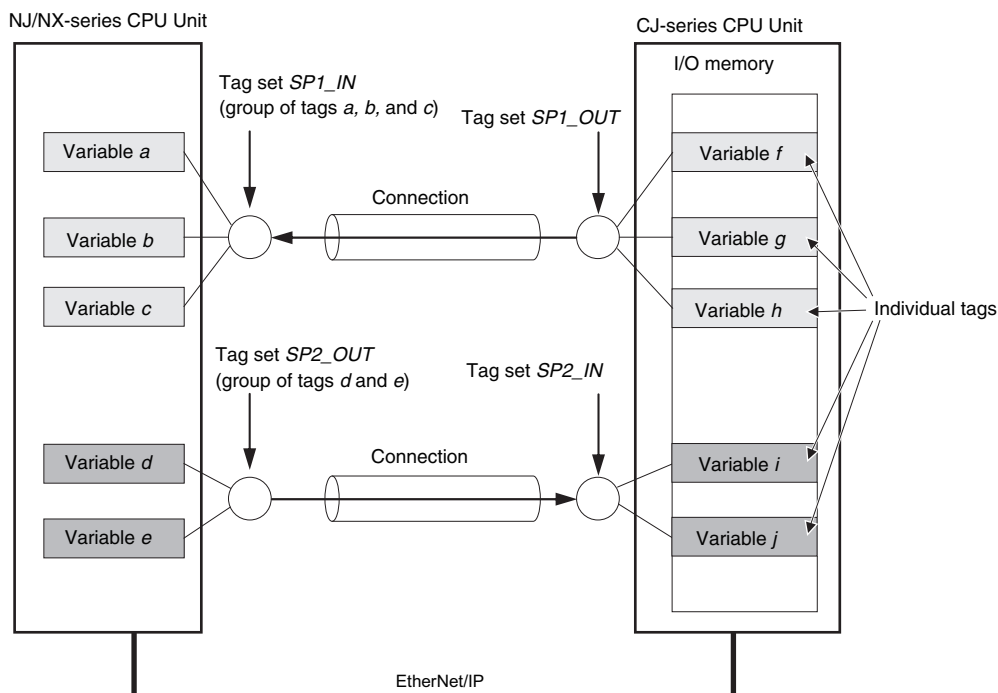 NJ/NX-series CPU Unit
CJ-series CPU Unit
I/O memory
Tag set SP1_IN
(group of tags a, b, and c)
Tag set SP1_OUT
Variable a
Variable f
Connection
Variable b
Variable g
Variable c
Variable h
Individual tags
Tag set SP2_OUT
(group of tags d and e)
Tag set SP2_IN
Variable d
Connection
Variable i
Variable e
Variable j
EtherNet/IP